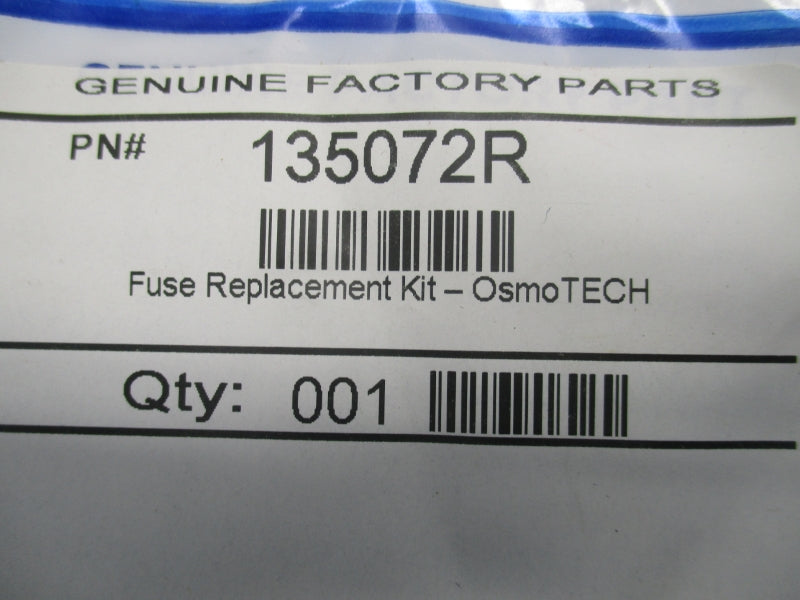 GENUINE FACTORY PARTS
PN# 135072R
Fuse Replacement Kit – OsmoTECH
Qty: 001